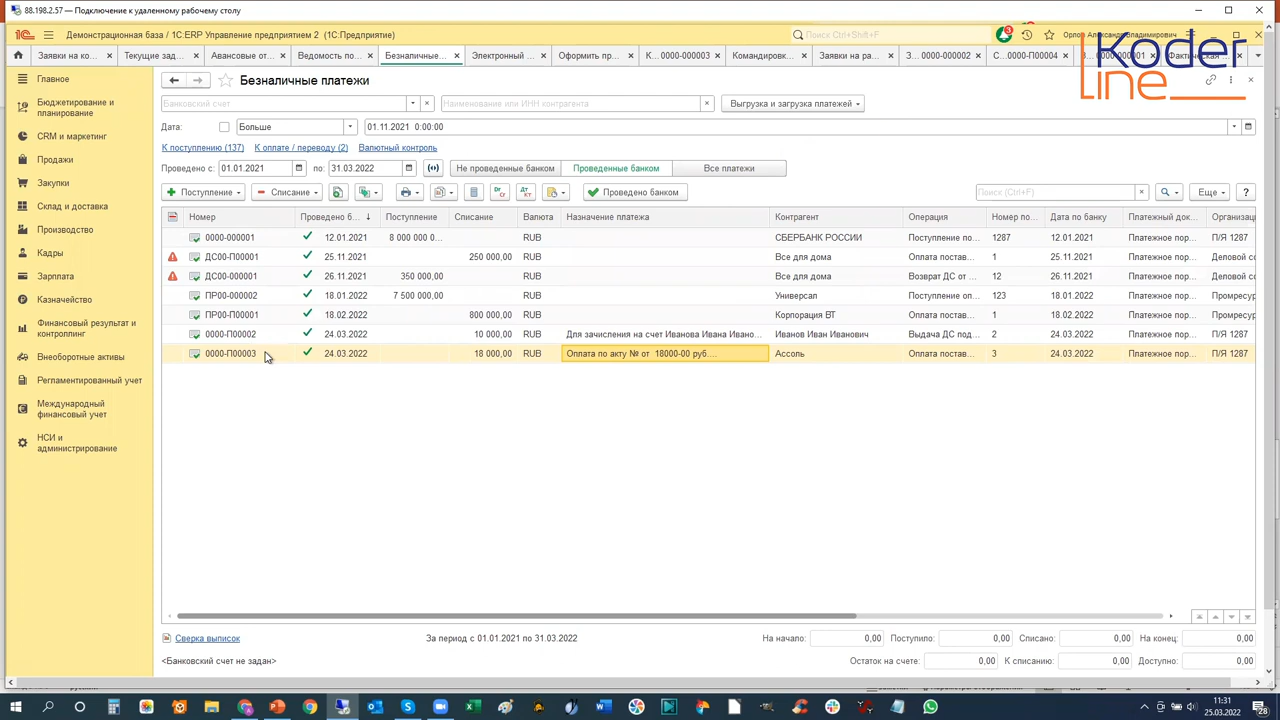 88.198.2.57 — Подключение к удаленному рабочему столу
Демонстрационная база / 1С:ERP Управление предприятием 2 (1С:Предприятие)
Поиск Ctrl+Shift+F
Орлов Александр Владимирович
Заявки на ко...
Текущие зад...
Авансовые от...
Ведомость по...
Безналичные...
Электронный...
Оформить пр...
К... 0000-000003
Командировк...
Заявки на ра...
З... 0000-000002
С... 0000-П00004
Фактическая...
Koder
line
Главное
Бюджетирование и планирование
CRM и маркетинг
Продажи
Закупки
Склад и доставка
Производство
Кадры
Зарплата
Казначейство
Финансовый результат и контроллинг
Внеоборотные активы
Регламентированный учет
Международный финансовый учет
НСИ и администрирование
Безналичные платежи
Банковский счет
Наименование или ИНН контрагента
Выгрузка и загрузка платежей
Дата:
Больше
01.11.2021 0:00:00
К поступлению (137)
К оплате / переводу (2)
Валютный контроль
Проведено с:
01.01.2021
по:
31.03.2022
Не проведенные банком
Проведенные банком
Все платежи
Поступление
Списание
Проведено банком
Поиск (Ctrl+F)
Еще
?
Номер Проведено б... Поступление Списание Валюта Назначение платежа Контрагент Операция Номер по... Дата по банку Платежный док... Организац
0000-000001 12.01.2021 8 000 000 0... RUB СБЕРБАНК РОССИИ Поступление по... 1287 12.01.2021 Платежное пор... П/Я 1287
ДС00-П00001 25.11.2021 250 000,00 RUB Все для дома Оплата постав... 1 25.11.2021 Платежное пор... Деловой с
ДС00-000001 26.11.2021 350 000,00 RUB Все для дома Возврат ДС от ... 12 26.11.2021 Платежное пор... Деловой с
ПР00-000002 18.01.2022 7 500 000,00 RUB Универсал Поступление оп... 123 18.01.2022 Платежное пор... Промресур
ПР00-П00001 18.02.2022 800 000,00 RUB Корпорация ВТ Оплата постав... 1 18.02.2022 Платежное пор... Промресур
0000-П00002 24.03.2022 10 000,00 RUB Для зачисления на счет Иванова Ивана Ивано... Иванов Иван Иванович Выдача ДС под... 2 24.03.2022 Платежное пор... П/Я 1287
0000-П00003 24.03.2022 18 000,00 RUB Оплата по акту № от 18000-00 руб.... Ассоль Оплата постав... 3 24.03.2022 Платежное пор... П/Я 1287
Сверка выписок
За период с 01.01.2021 по 31.03.2022
На начало: 0,00 Поступило: 0,00 Списано: 0,00 На конец: 0,00
<Банковский счет не задан>
Остаток на счете: 0,00 К списанию: 0,00 Доступно: 0,00
11:31
25.03.2022
28